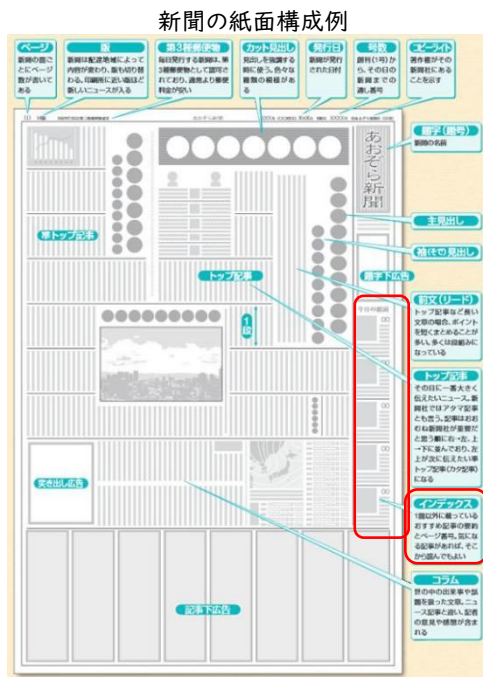 新聞の紙面構成例
ページ
新聞の面ご
とにページ
数が書いて
ある
版
新聞は配達地域によって
内容が変わり、版も切り替
わる。印刷所に近い版ほど
新しいニュースが入る
第3種郵便物
毎日発行する新聞は、第
3種郵便物として認可さ
れており、通常より郵便
料金が安い
カット見出し
見出しを強調する
時に使う。色々な
種類の模様があ
る
発行日
新聞が発行
された日付
号数
創刊(1号)か
ら、その日の
新聞までの
通し番号
コピーライト
著作権がその
新聞社にある
ことを示す
あおぞら新聞
題字(題号)
新聞の名前
主見出し
袖(そで)見出し
準トップ記事
トップ記事
題字下広告
1段
前文(リード)
トップ記事など長い
文章の場合、ポイント
を短くまとめることが
多い。多くは段組みに
なっている
今日の紙面
トップ記事
その日に一番大きく
伝えたいニュース。新
聞社ではアタマ記事
とも言う。記事はおお
むね新聞社が重要だ
と思う順に右→左、上
→下に並んでおり、左
上が次に伝えたい準
トップ記事(カタ記事)
になる
突き出し広告
インデックス
1面以外に載っている
おすすめ記事の要約
とページ番号。気にな
る記事があれば、そこ
から読んでもよい
コラム
世の中の出来事や話
題を扱った文章。ニュ
ース記事と違い、記者
の意見や感想が含ま
れる
記事下広告